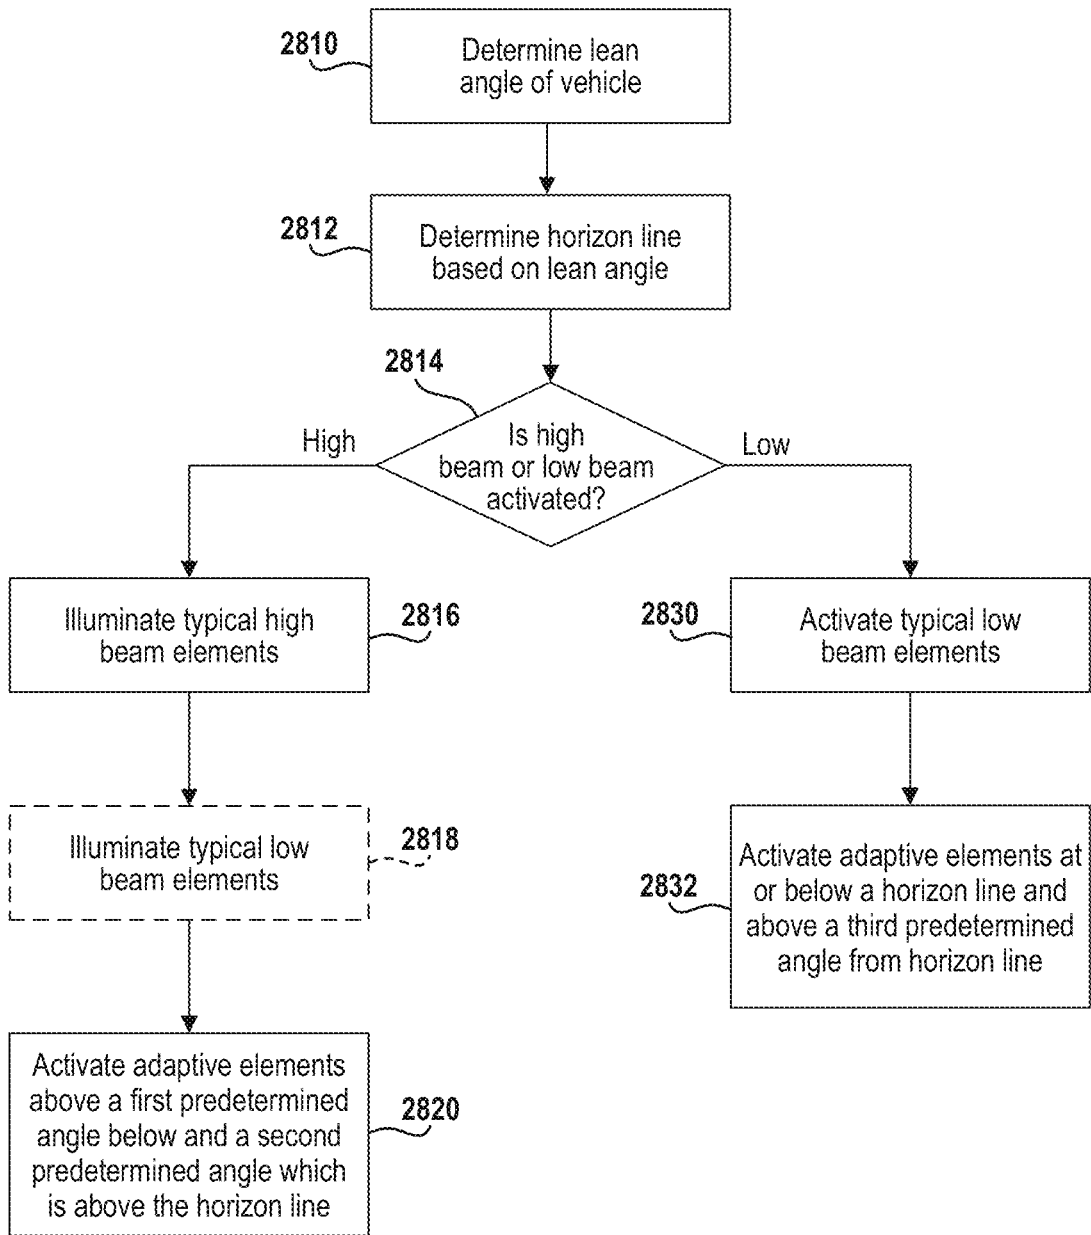 2810
Determine lean
angle of vehicle
2812
Determine horizon line
based on lean angle
2814
High
Is high
beam or low beam
activated?
Low
Illuminate typical high
beam elements
2816
2830
Activate typical low
beam elements
Illuminate typical low
beam elements
2818
2832
Activate adaptive elements at
or below a horizon line and
above a third predetermined
angle from horizon line
Activate adaptive elements
above a first predetermined
angle below and a second
predetermined angle which
is above the horizon line
2820